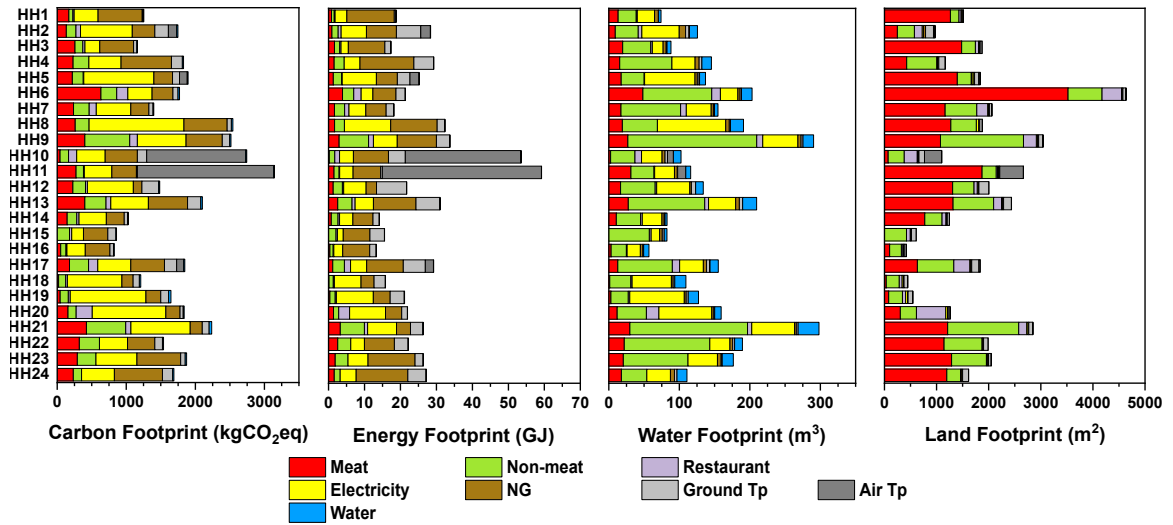 HH1
HH2
HH3
HH4
HH5
HH6
HH7
HH8
HH9
HH10
HH11
HH12
HH13
HH14
HH15
HH16
HH17
HH18
HH19
HH20
HH21
HH22
HH23
HH24
0 1000 2000 3000
0 10 20 30 40 50 60 70
0 100 200 300
0 1000 2000 3000 4000 5000
Carbon Footprint (kgCO₂eq)
Energy Footprint (GJ)
Water Footprint (m³)
Land Footprint (m²)
Meat Non-meat Restaurant
Electricity NG Ground Tp Air Tp
Water